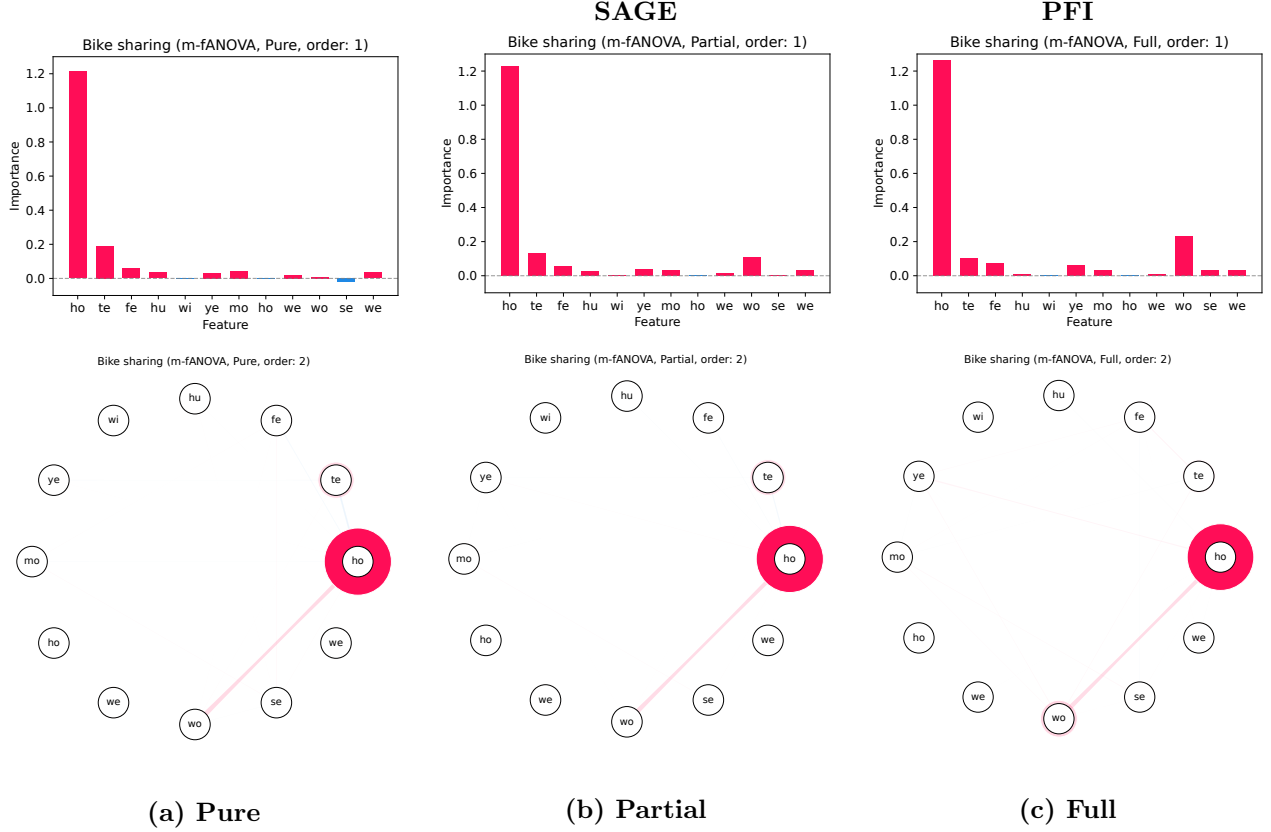 SAGE
PFI
Bike sharing (m-fANOVA, Pure, order: 1)
Importance
1.2
1.0
0.8
0.6
0.4
0.2
0.0
ho te fe hu wi ye mo ho we wo se we
Feature
Bike sharing (m-fANOVA, Partial, order: 1)
Importance
1.2
1.0
0.8
0.6
0.4
0.2
0.0
ho te fe hu wi ye mo ho we wo se we
Feature
Bike sharing (m-fANOVA, Full, order: 1)
Importance
1.2
1.0
0.8
0.6
0.4
0.2
0.0
ho te fe hu wi ye mo ho we wo se we
Feature
Bike sharing (m-fANOVA, Pure, order: 2)
hu
wi
fe
ye
te
mo
ho
ho
we
we
se
wo
Bike sharing (m-fANOVA, Partial, order: 2)
hu
wi
fe
ye
te
mo
ho
ho
we
we
se
wo
Bike sharing (m-fANOVA, Full, order: 2)
hu
wi
fe
ye
te
mo
ho
ho
we
we
se
wo
(a) Pure
(b) Partial
(c) Full